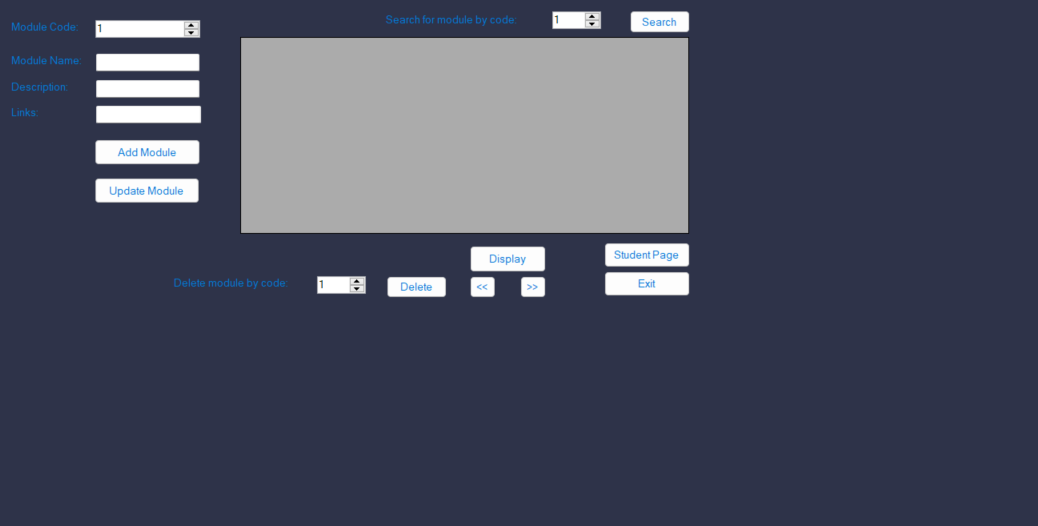 Search for module by code: 1 Search
Module Code: 1
Module Name:
Description:
Links:
Add Module
Update Module
Display
Student Page
Delete module by code: 1 Delete << >> Exit